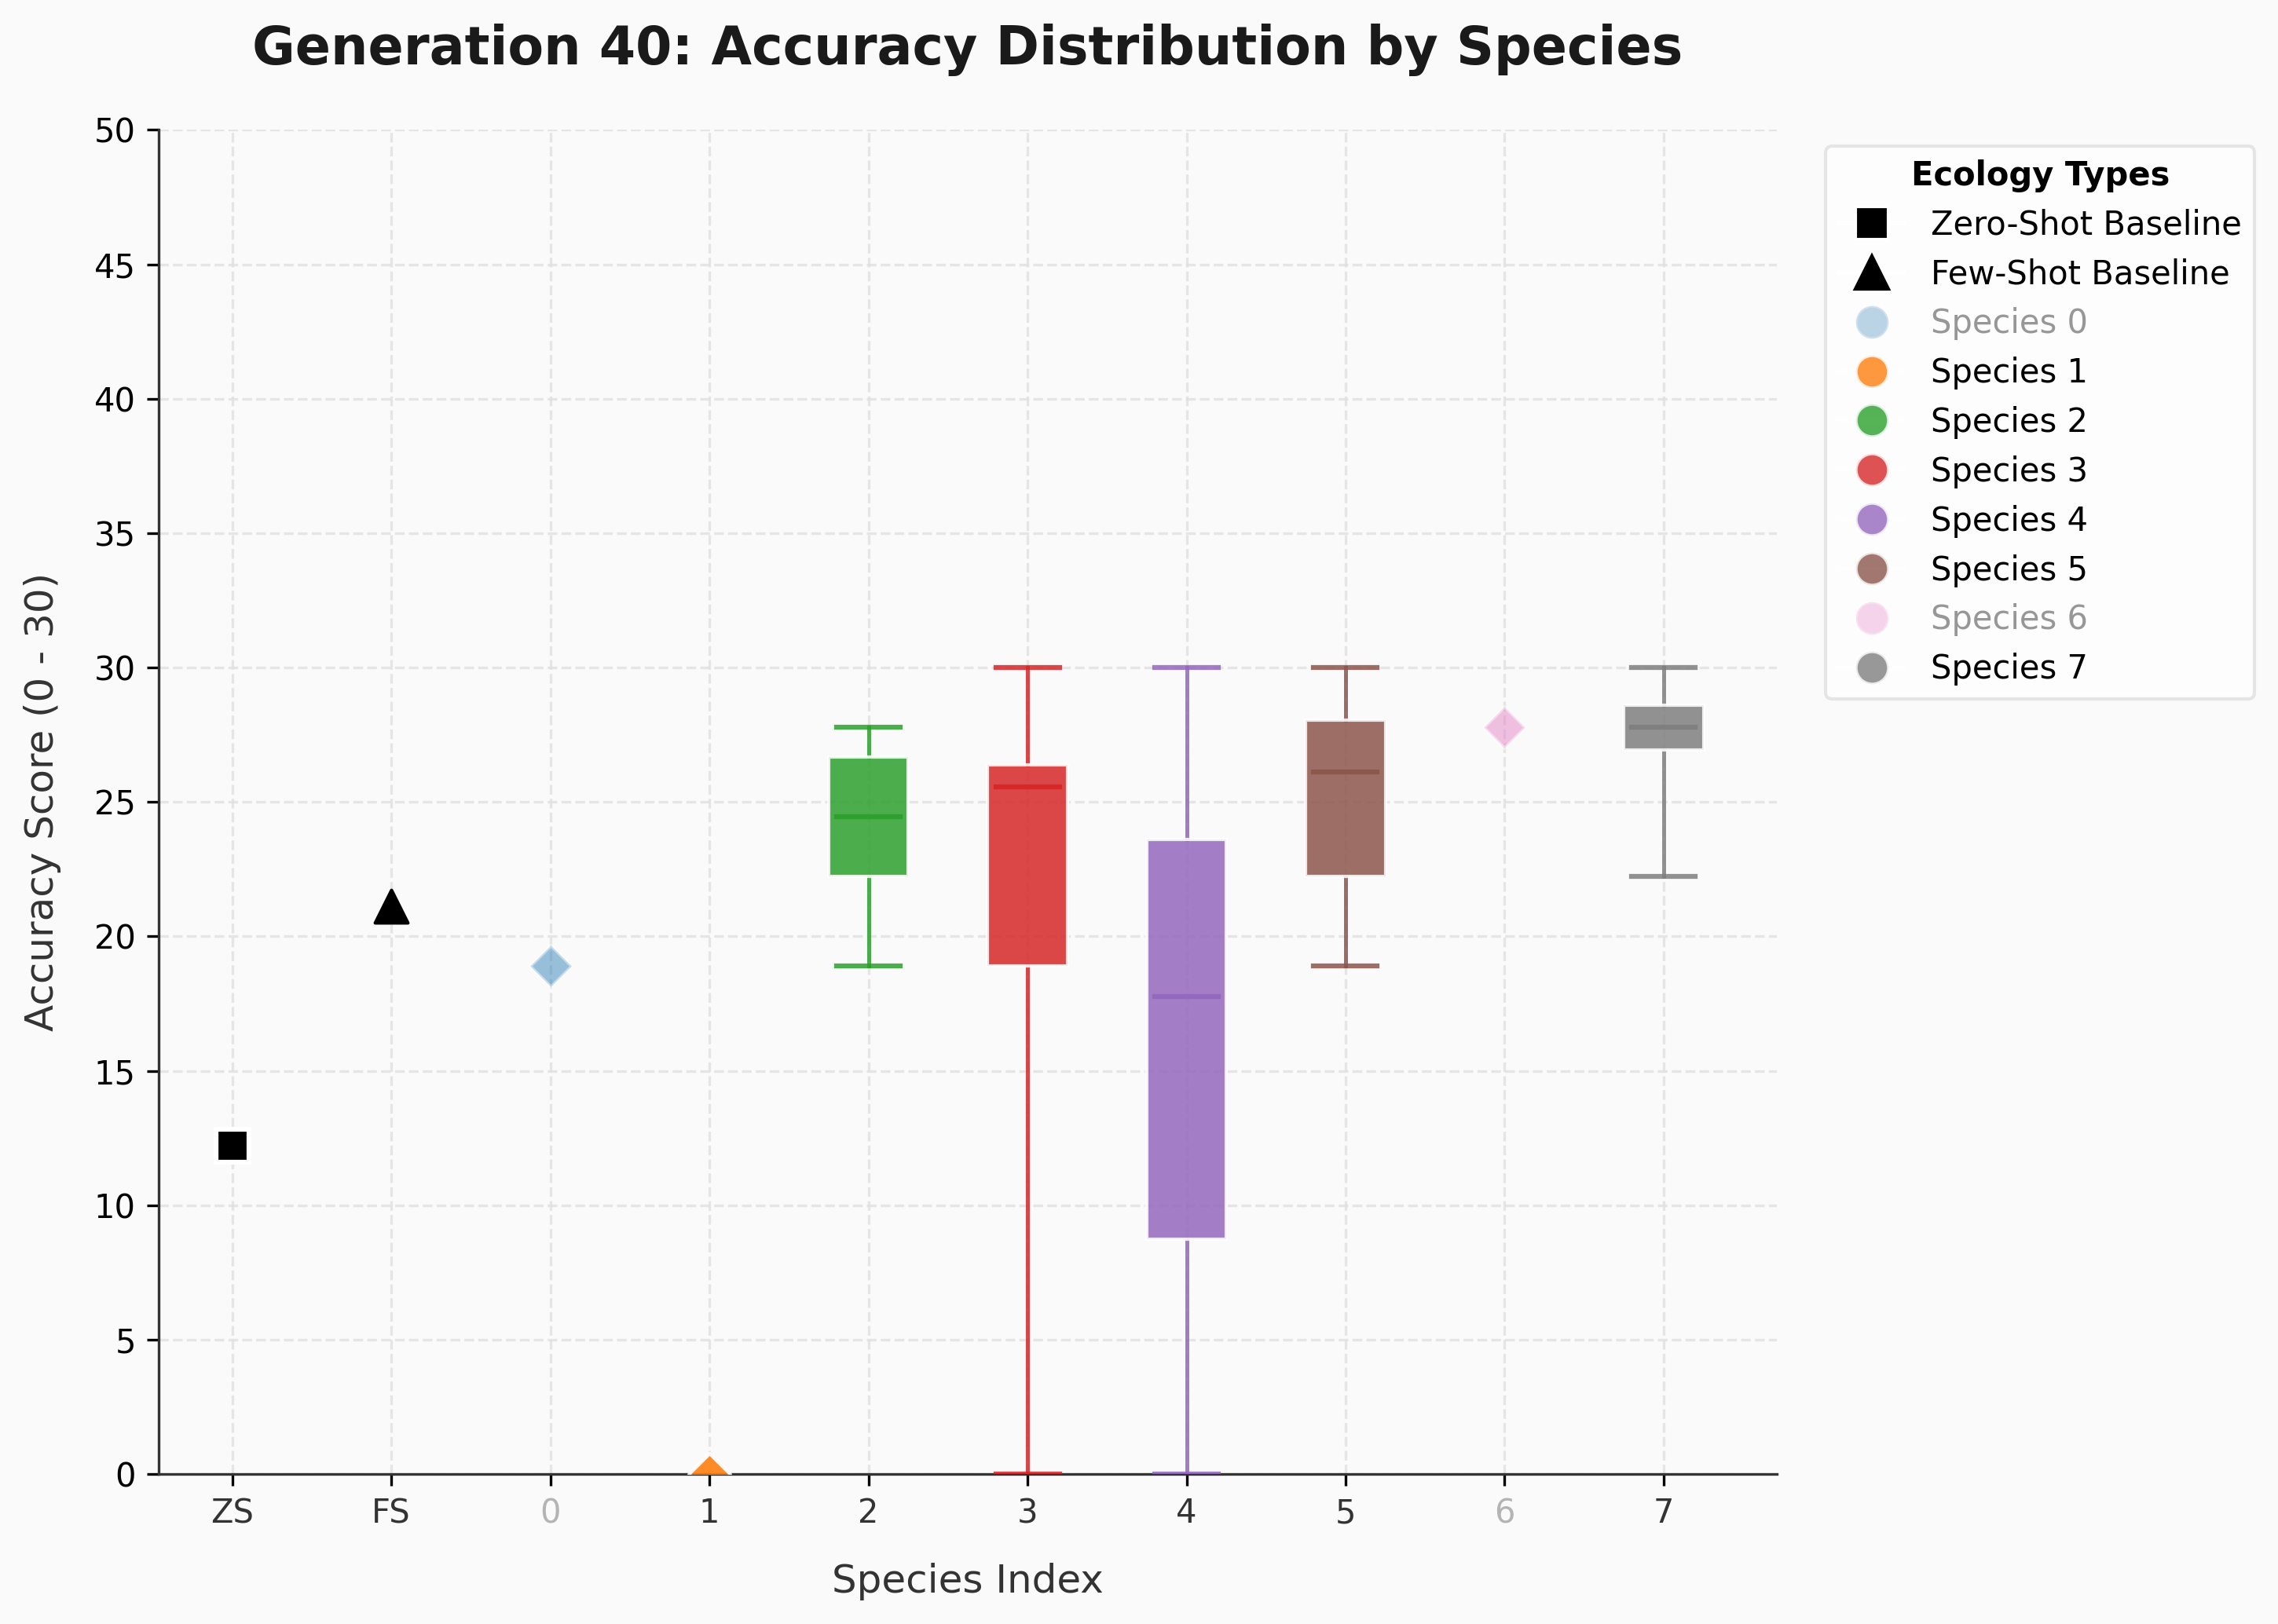 Generation 40: Accuracy Distribution by Species
Accuracy Score (0 - 30)
50
45
40
35
30
25
20
15
10
5
0
ZS FS 0 1 2 3 4 5 6 7
Species Index
Ecology Types
Zero-Shot Baseline
Few-Shot Baseline
Species 0
Species 1
Species 2
Species 3
Species 4
Species 5
Species 6
Species 7